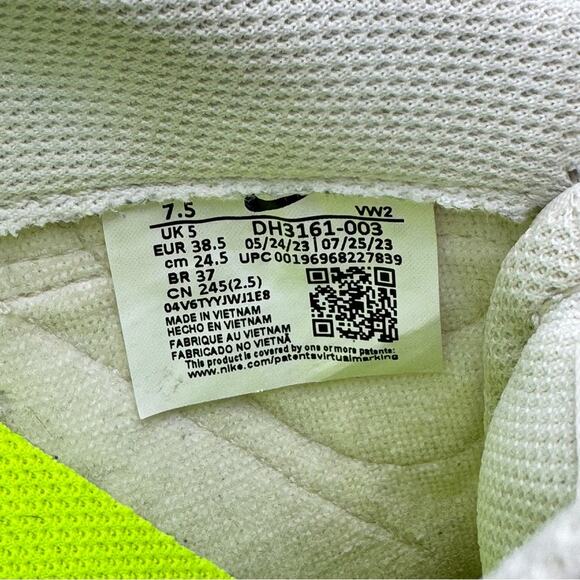 7.5 VW2
UK 5 DH3161-003
EUR 38.5 05/24/23 | 07/25/23
cm 24.5 UPC 00196968227839
BR 37
CN 245(2.5)
04V6TYYJWJ1E8
MADE IN VIETNAM
HECHO EN VIETNAM
FABRIQUE AU VIETNAM
FABRICADO NO VIETNÃ
This product is covered by one or more patents:
www.nike.com/patentsvirtualmarking